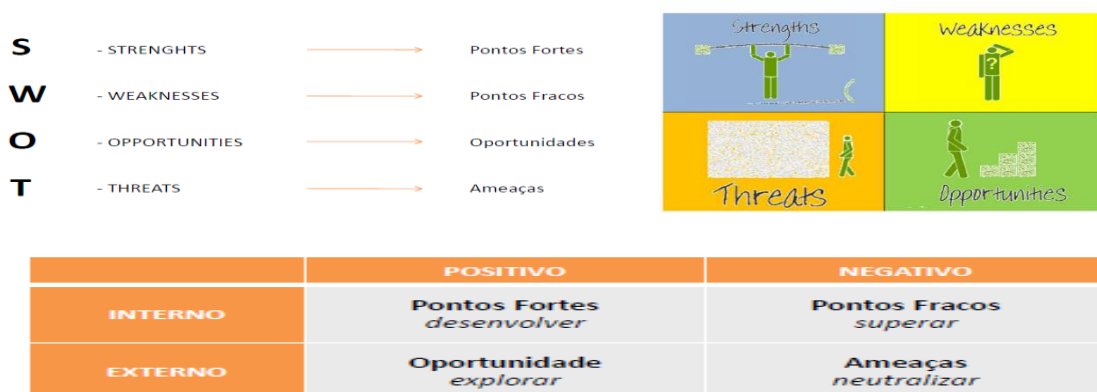 S - STRENGHTS Pontos Fortes
W - WEAKNESSES Pontos Fracos
O - OPPORTUNITIES Oportunidades
T - THREATS Ameaças
Strengths Weaknesses
?
Threats Opportunities
POSITIVO NEGATIVO
INTERNO Pontos Fortes Pontos Fracos
desenvolver superar
EXTERNO Oportunidade Ameaças
explorar neutralizar